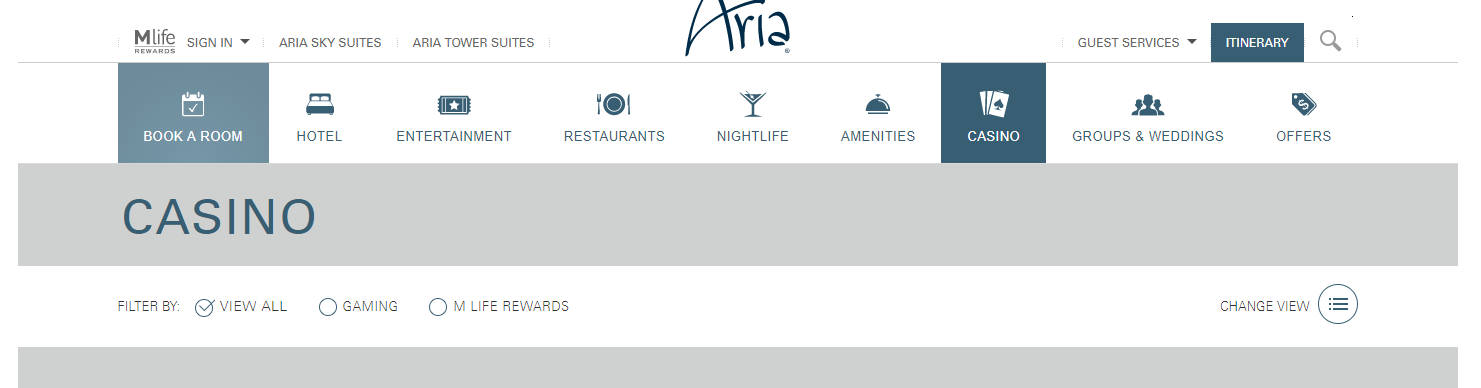 Aria®
Mlife REWARDS SIGN IN ARIA SKY SUITES ARIA TOWER SUITES GUEST SERVICES ITINERARY
BOOK A ROOM HOTEL ENTERTAINMENT RESTAURANTS NIGHTLIFE AMENITIES CASINO GROUPS & WEDDINGS OFFERS
CASINO
FILTER BY: VIEW ALL GAMING M LIFE REWARDS CHANGE VIEW